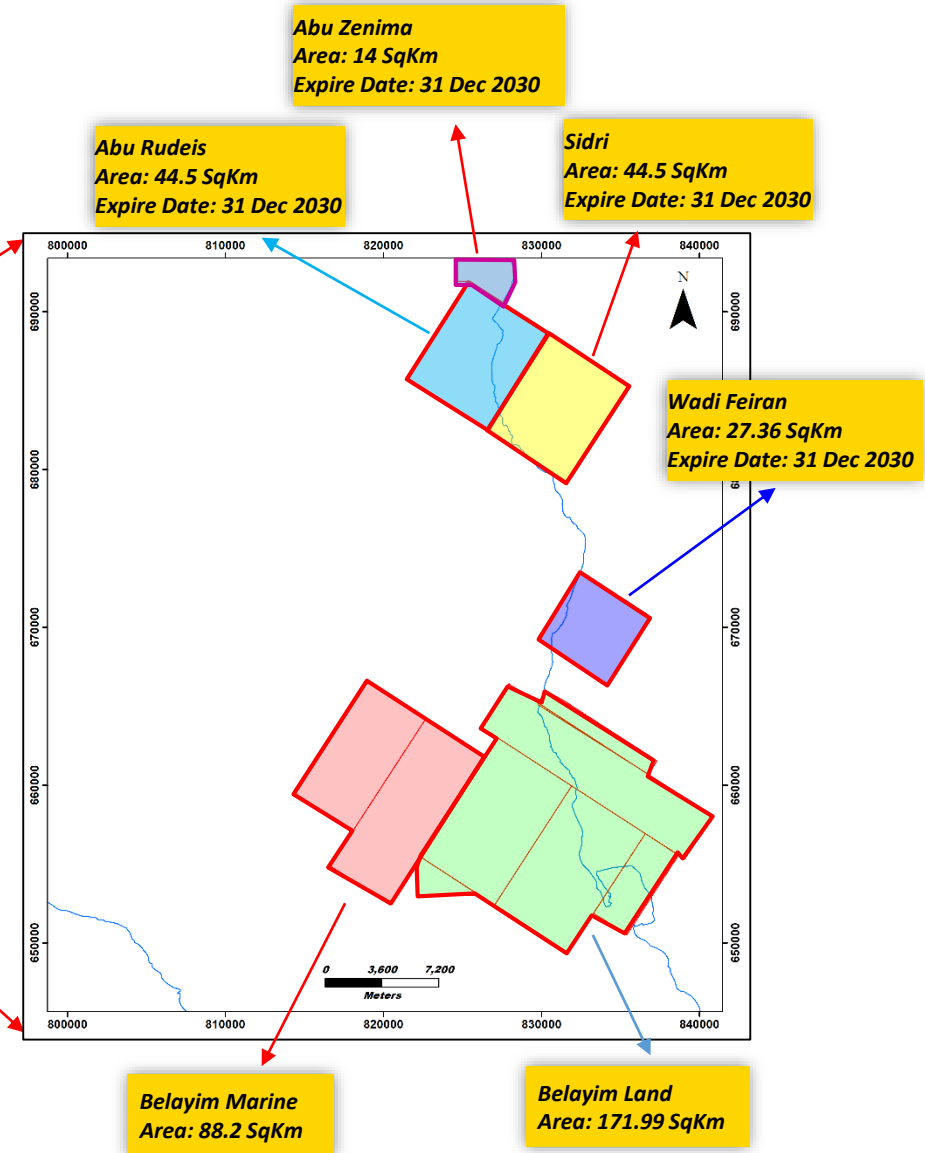 Abu Zenima
Area: 14 SqKm
Expire Date: 31 Dec 2030
Abu Rudeis
Area: 44.5 SqKm
Expire Date: 31 Dec 2030
Sidri
Area: 44.5 SqKm
Expire Date: 31 Dec 2030
800000
810000
820000
830000
840000
N
690000
690000
Wadi Feiran
Area: 27.36 SqKm
Expire Date: 31 Dec 2030
680000
670000
670000
660000
660000
650000
650000
0 3,600 7,200
Meters
800000
810000
820000
830000
840000
Belayim Marine
Area: 88.2 SqKm
Belayim Land
Area: 171.99 SqKm